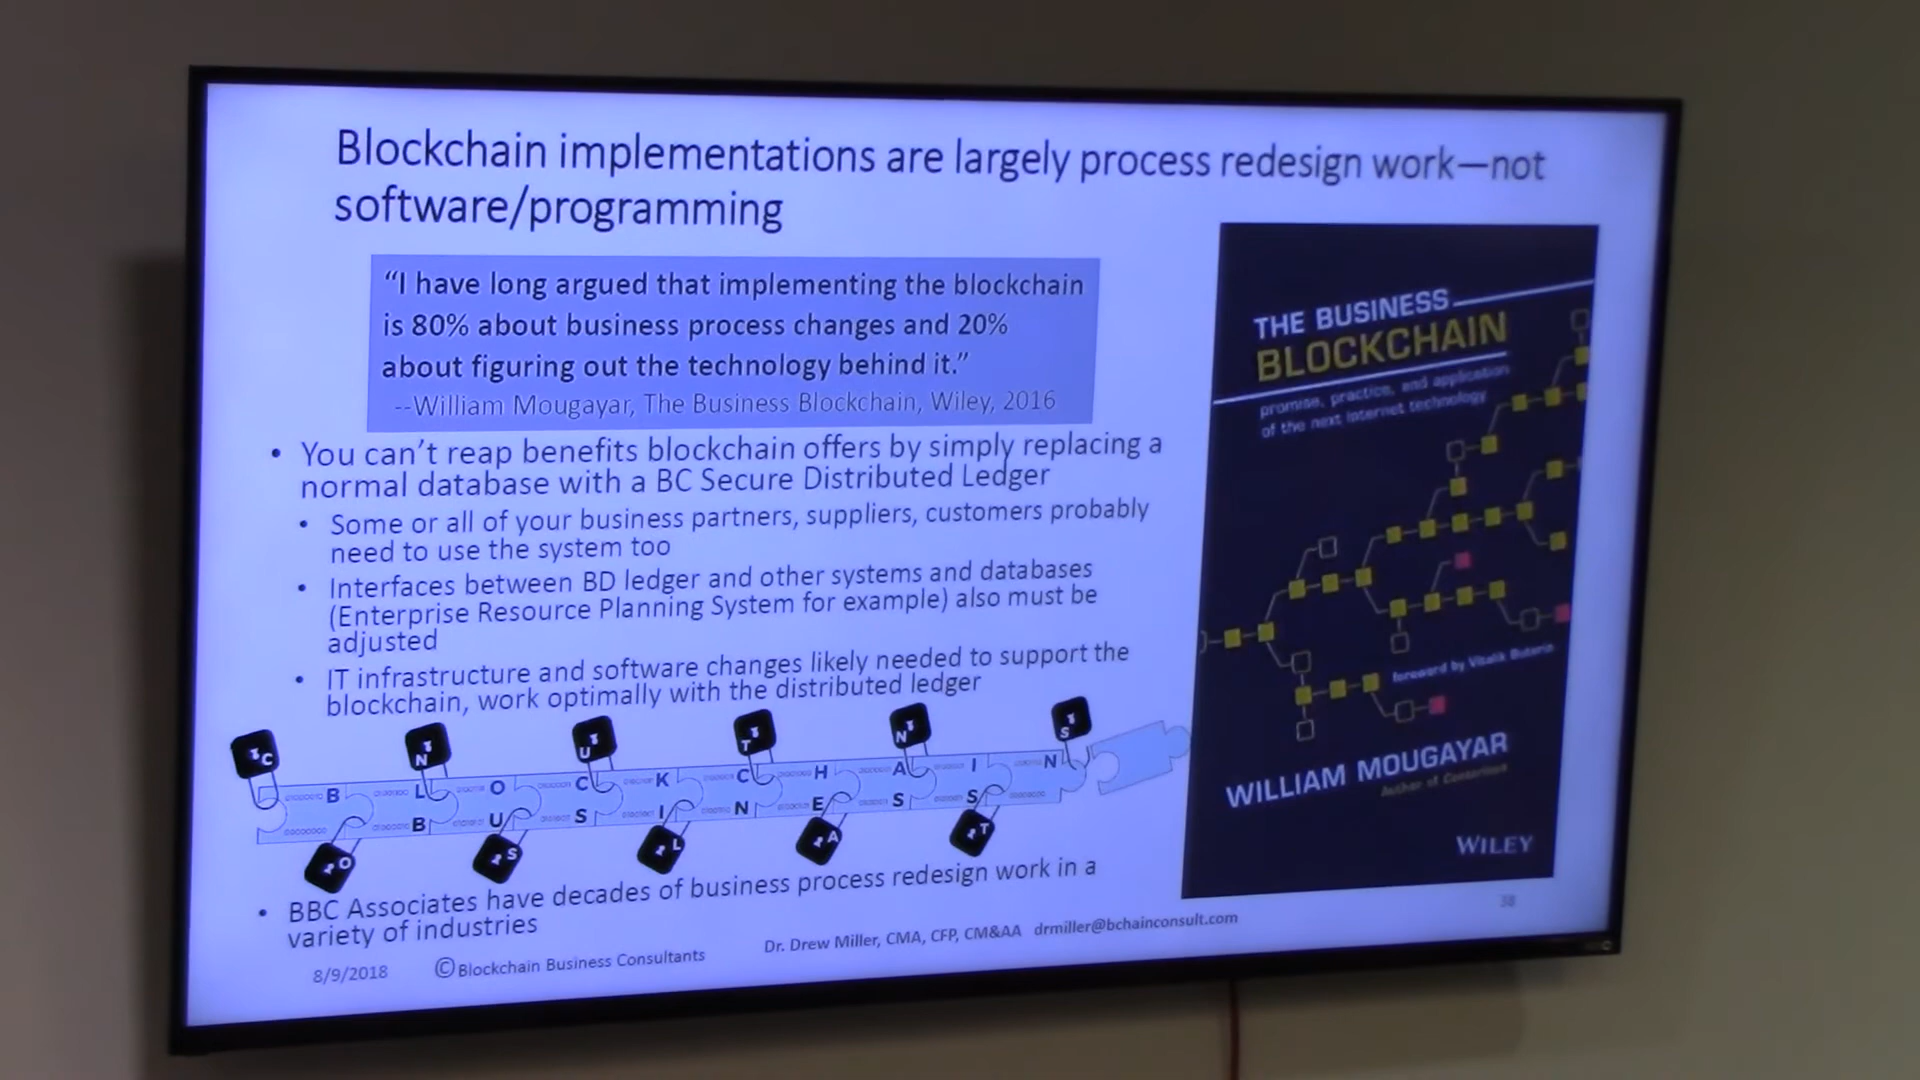 Blockchain implementations are largely process redesign work—not
software/programming
“I have long argued that implementing the blockchain
is 80% about business process changes and 20%
about figuring out the technology behind it.”
--William Mougayar, The Business Blockchain, Wiley, 2016
• You can’t reap benefits blockchain offers by simply replacing a
normal database with a BC Secure Distributed Ledger
• Some or all of your business partners, suppliers, customers probably
need to use the system too
• Interfaces between BD ledger and other systems and databases
(Enterprise Resource Planning System for example) also must be
adjusted
• IT infrastructure and software changes likely needed to support the
blockchain, work optimally with the distributed ledger
C N U T N S
B L O C K C H A I N
B U S I N E S S
O S L A T
• BBC Associates have decades of business process redesign work in a
variety of industries
8/9/2018 ©Blockchain Business Consultants Dr. Drew Miller, CMA, CFP, CM&AA drmiller@bchainconsult.com
38
THE BUSINESS
BLOCKCHAIN
promise, practice, and application
of the next internet technology
foreword by Vitalik Buterin
WILLIAM MOUGAYAR
Author of Consensus
WILEY